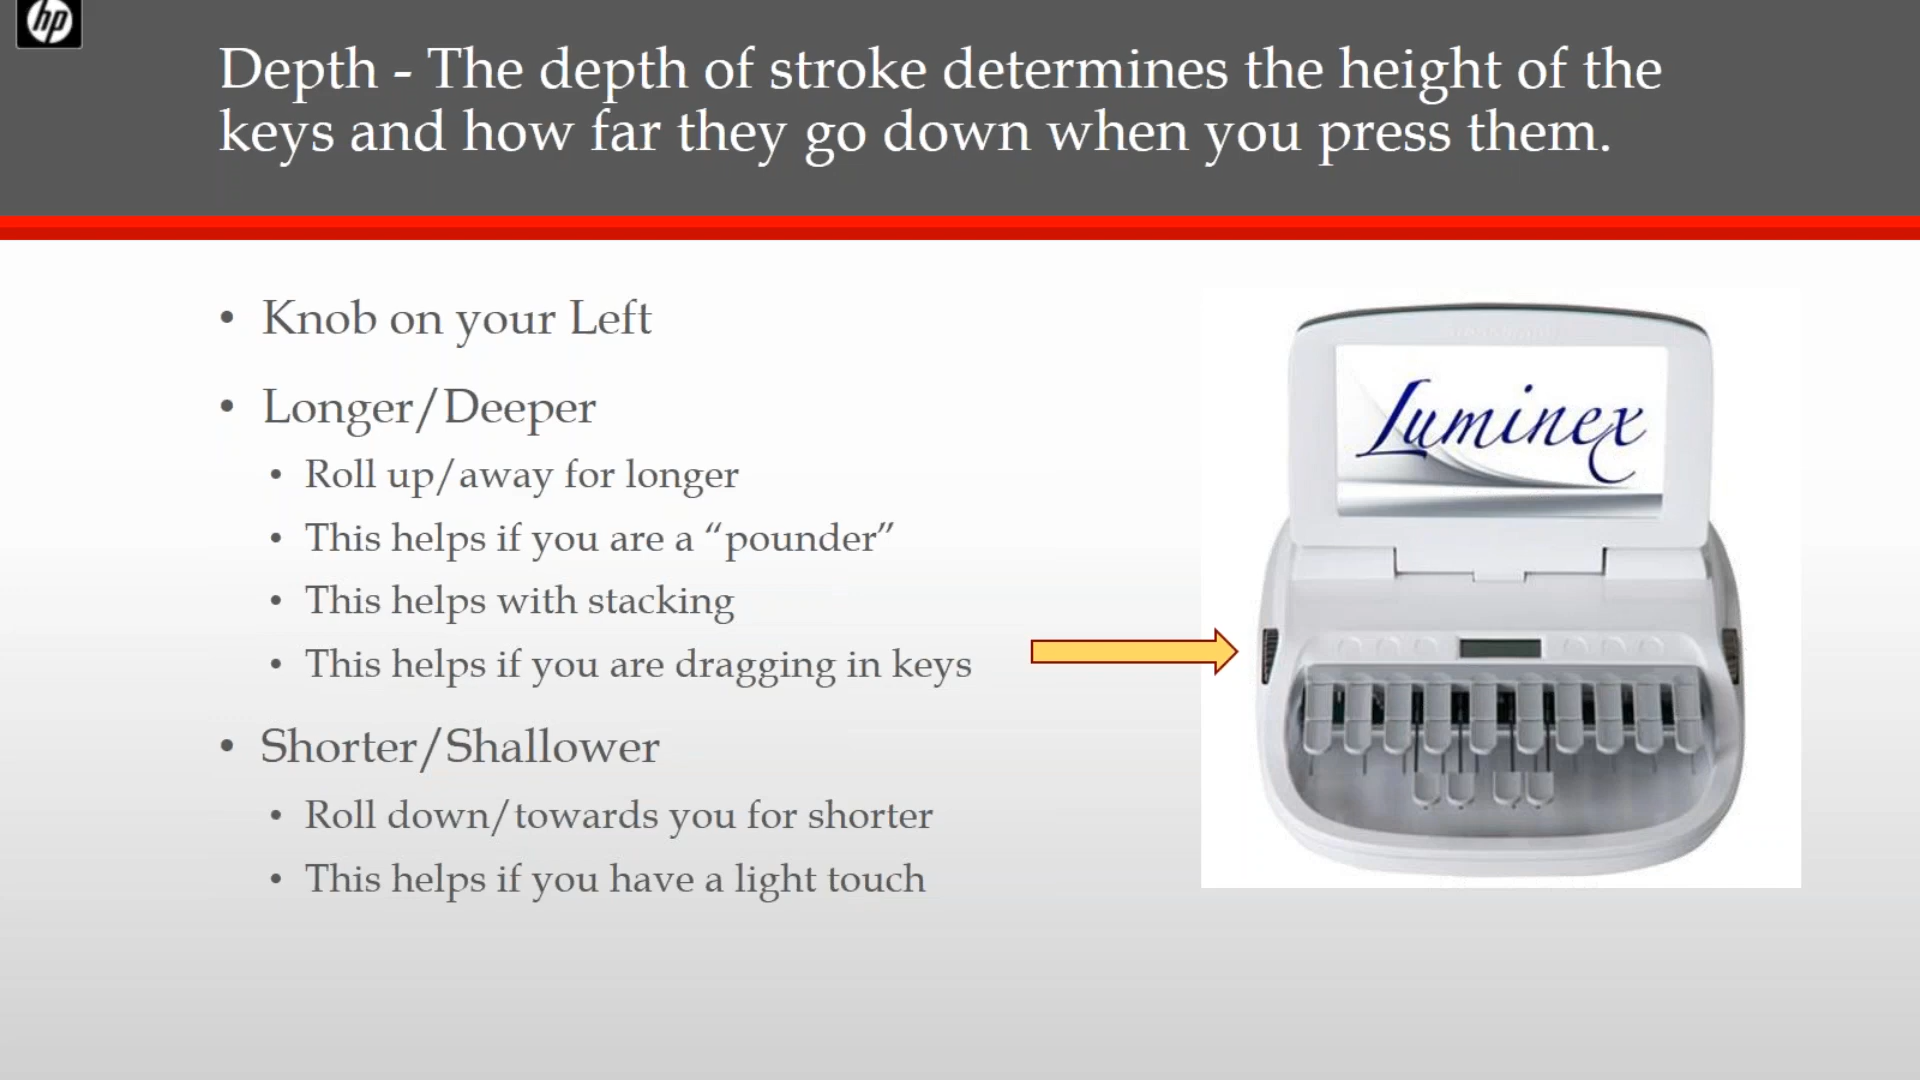 hp
Depth - The depth of stroke determines the height of the
keys and how far they go down when you press them.
• Knob on your Left
• Longer/Deeper
• Roll up/away for longer
• This helps if you are a “pounder”
• This helps with stacking
• This helps if you are dragging in keys
• Shorter/Shallower
• Roll down/towards you for shorter
• This helps if you have a light touch
Luminex